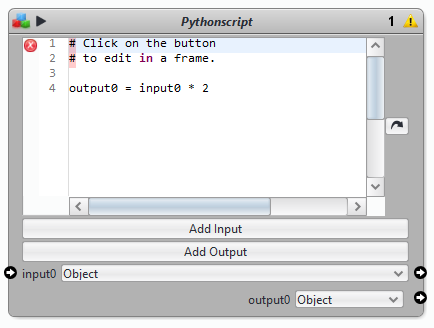 Pythonscript 1
1 # Click on the button
2 # to edit in a frame.
3
4 output0 = input0 * 2
Add Input
Add Output
input0 Object
output0 Object